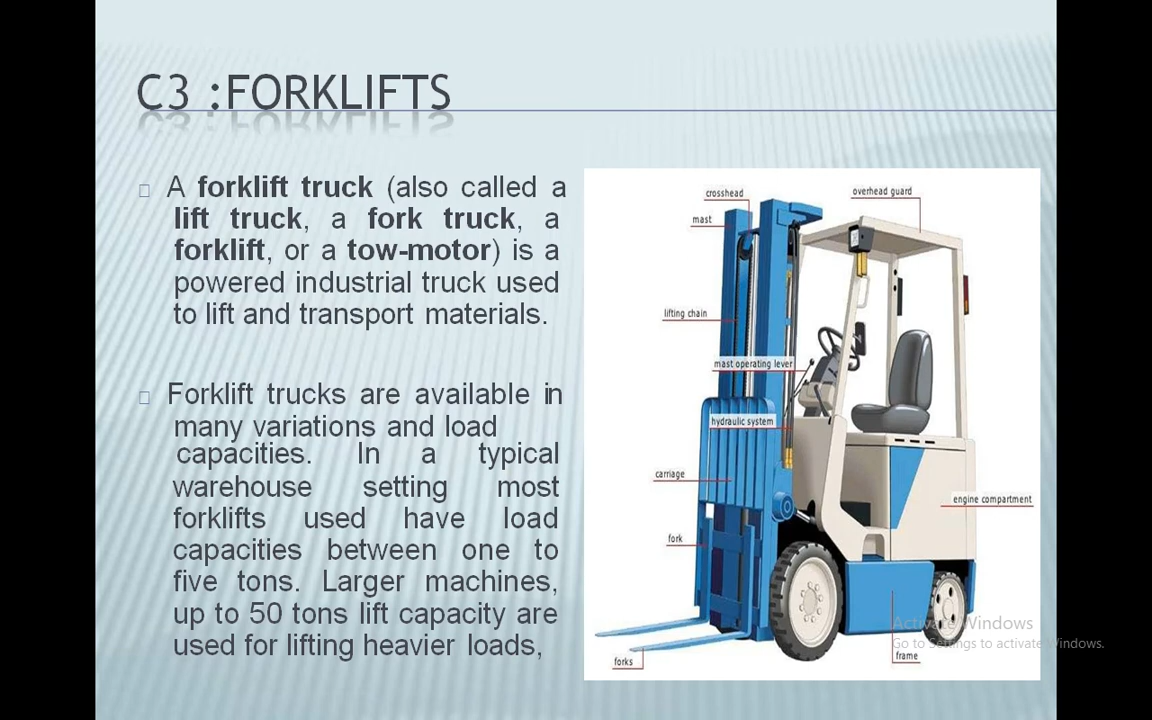 C3 :FORKLIFTS
A forklift truck (also called a
lift truck, a fork truck, a
forklift, or a tow-motor) is a
powered industrial truck used
to lift and transport materials.
Forklift trucks are available in
many variations and load
capacities. In a typical
warehouse setting most
forklifts used have load
capacities between one to
five tons. Larger machines,
up to 50 tons lift capacity are
used for lifting heavier loads,
crosshead
overhead guard
mast
lifting chain
mast operating lever
hydraulic system
carriage
engine compartment
fork
forks
frame
Activate Windows
Go to Settings to activate Windows.